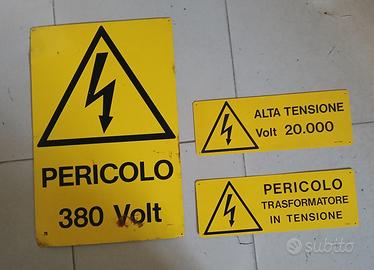 PERICOLO
380 Volt
ALTA TENSIONE
Volt 20.000
PERICOLO
TRASFORMATORE
IN TENSIONE
subito